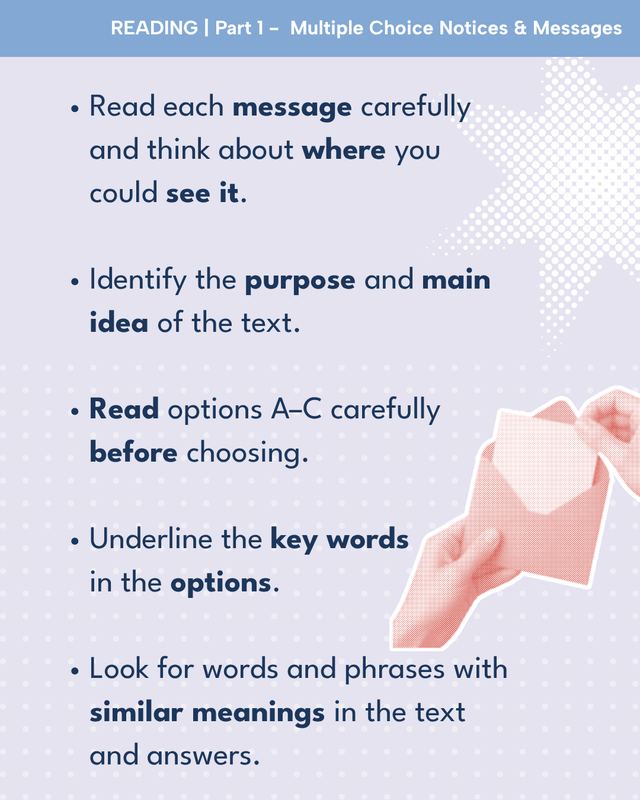 READING | Part 1 - Multiple Choice Notices & Messages
• Read each message carefully
and think about where you
could see it.
• Identify the purpose and main
idea of the text.
• Read options A–C carefully
before choosing.
• Underline the key words
in the options.
• Look for words and phrases with
similar meanings in the text
and answers.